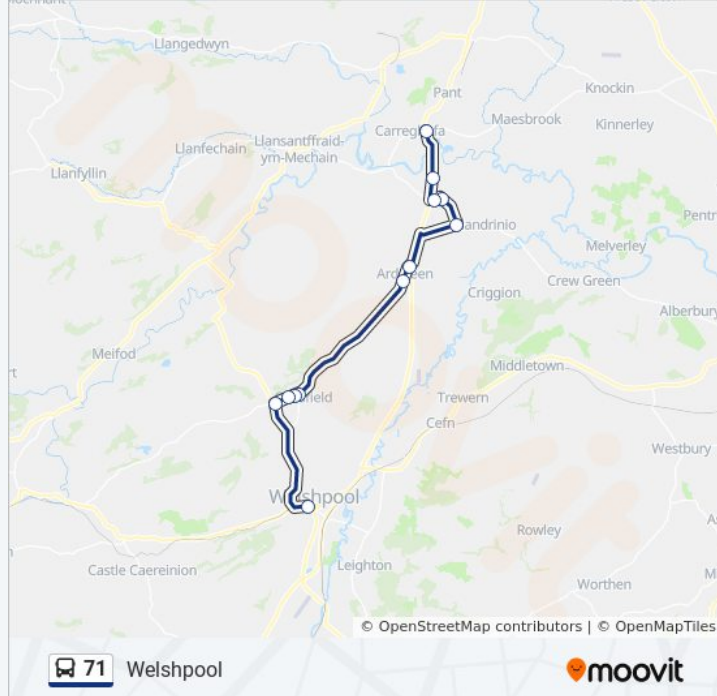 Llangedwyn
Pant
Knockin
Maesbrook
Kinnerley
Llansantffraid-
ym-Mechain
Llanfechain
Llanfyllin
Melverley
Crew Green
Criggion
Alberbury
Meifod
Middletown
Trewern
Cefn
Westbury
Welshpool
Rowley
Leighton
Castle Caereinion
Worthen
© OpenStreetMap contributors | © OpenMapTiles
71 Welshpool
moovit